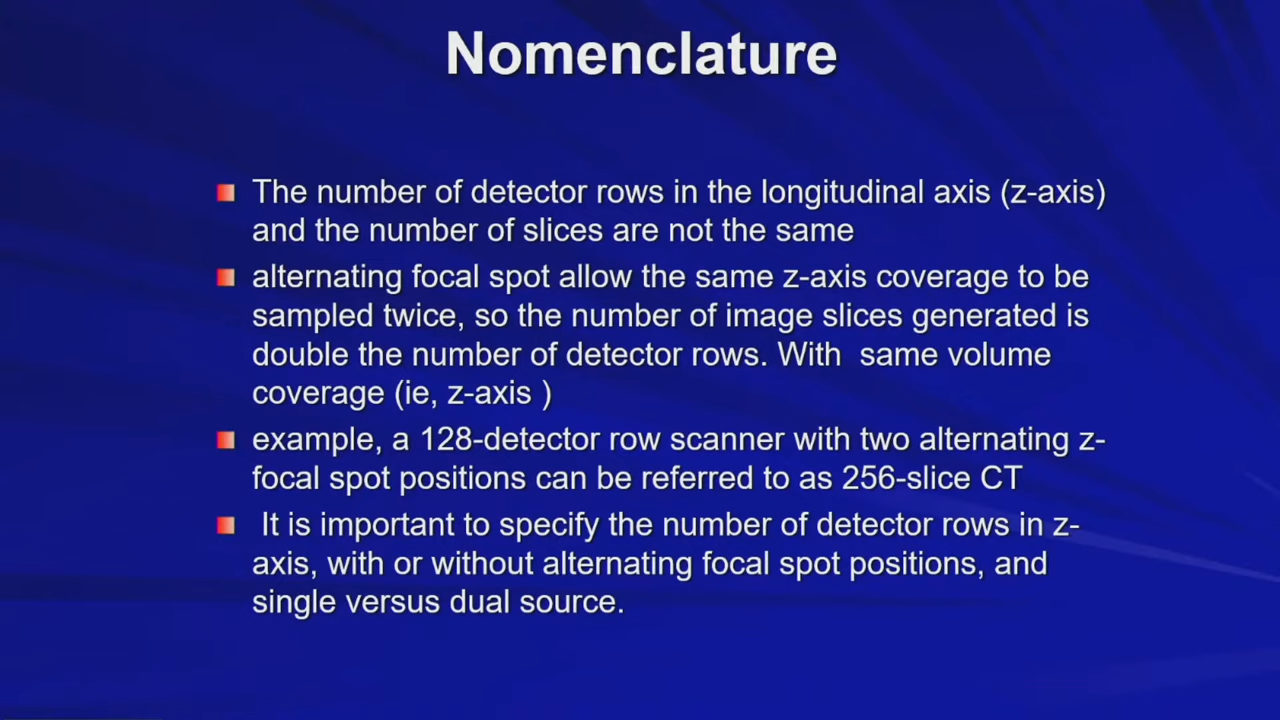 Nomenclature
The number of detector rows in the longitudinal axis (z-axis)
and the number of slices are not the same
alternating focal spot allow the same z-axis coverage to be
sampled twice, so the number of image slices generated is
double the number of detector rows. With  same volume
coverage (ie, z-axis )
example, a 128-detector row scanner with two alternating z-
focal spot positions can be referred to as 256-slice CT
It is important to specify the number of detector rows in z-
axis, with or without alternating focal spot positions, and
single versus dual source.